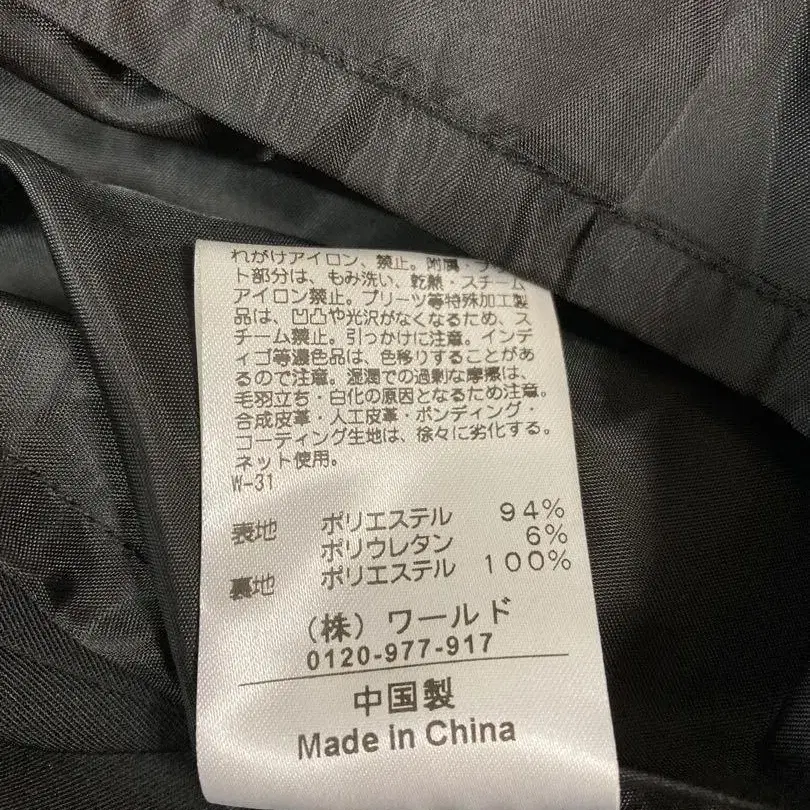 れがけアイロン、禁止。附属・プリン
ト部分は、もみ洗い、乾熱・スチーム
アイロン禁止。プリーツ等特殊加工製
品は、凹凸や光沢がなくなるため、ス
チーム禁止。引っかけに注意。インデ
ィゴ等濃色品は、色移りすることがあ
るので注意。湿潤での過剰な摩擦は、
毛羽立ち・白化の原因となるため注意。
合成皮革・人工皮革・ボンディング・
コーティング生地は、徐々に劣化する。
ネット使用。
W-31
表地 ポリエステル 94%
ポリウレタン 6%
裏地 ポリエステル 100%
(株)ワールド
0120-977-917
中国製
Made in China